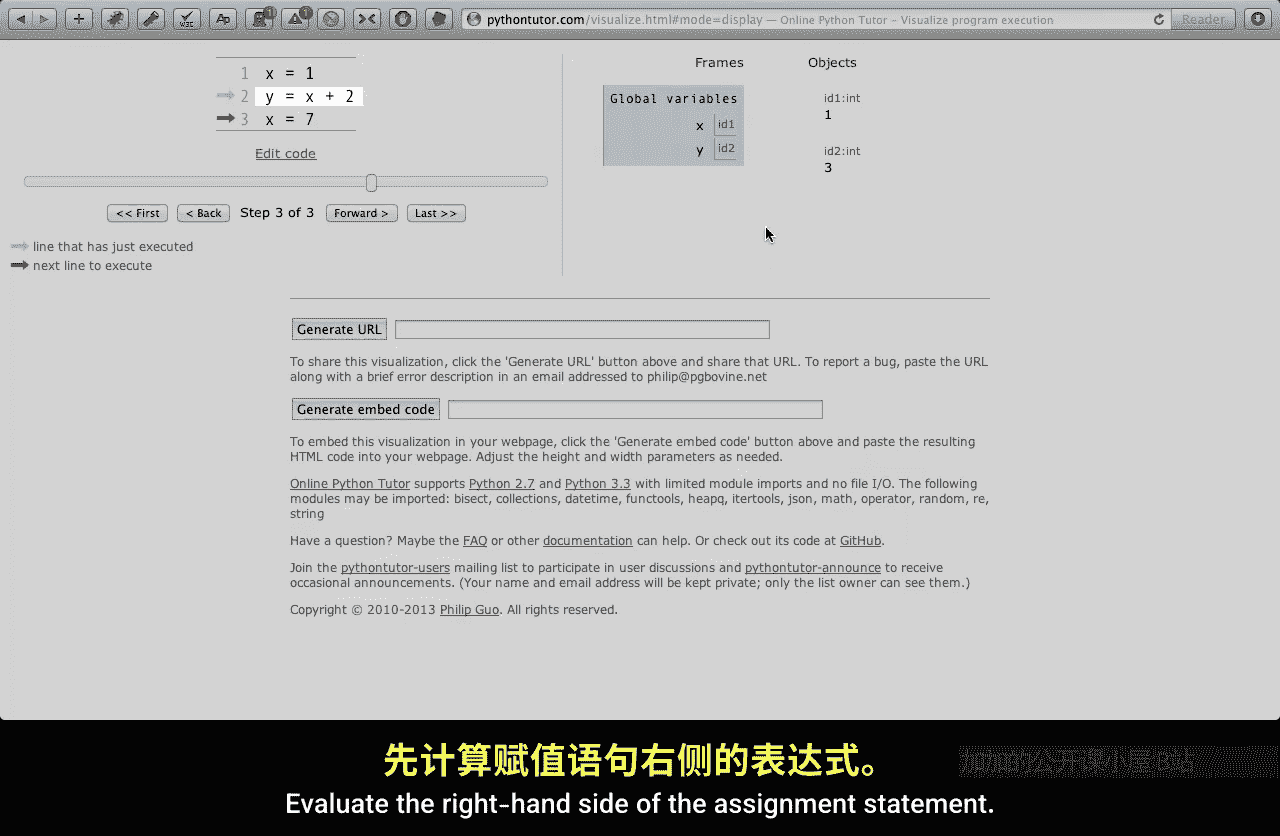 W3C
1
1
pythontutor.com/visualize.html#mode=display — Online Python Tutor - Visualize program execution
Reader
1 x = 1
2 y = x + 2
3 x = 7
Edit code
<< First
< Back
Step 3 of 3
Forward >
Last >>
line that has just executed
next line to execute
Frames
Objects
Global variables
x id1
y id2
id1:int
1
id2:int
3
Generate URL
To share this visualization, click the 'Generate URL' button above and share that URL. To report a bug, paste the URL
along with a brief error description in an email addressed to philip@pgbovine.net
Generate embed code
To embed this visualization in your webpage, click the 'Generate embed code' button above and paste the resulting
HTML code into your webpage. Adjust the height and width parameters as needed.
Online Python Tutor supports Python 2.7 and Python 3.3 with limited module imports and no file I/O. The following
modules may be imported: bisect, collections, datetime, functools, heapq, itertools, json, math, operator, random, re,
string
Have a question? Maybe the FAQ or other documentation can help. Or check out its code at GitHub.
Join the pythontutor-users mailing list to participate in user discussions and pythontutor-announce to receive
occasional announcements. (Your name and email address will be kept private; only the list owner can see them.)
Copyright © 2010-2013 Philip Guo. All rights reserved.
先计算赋值语句右侧的表达式。
Evaluate the right-hand side of the assignment statement.